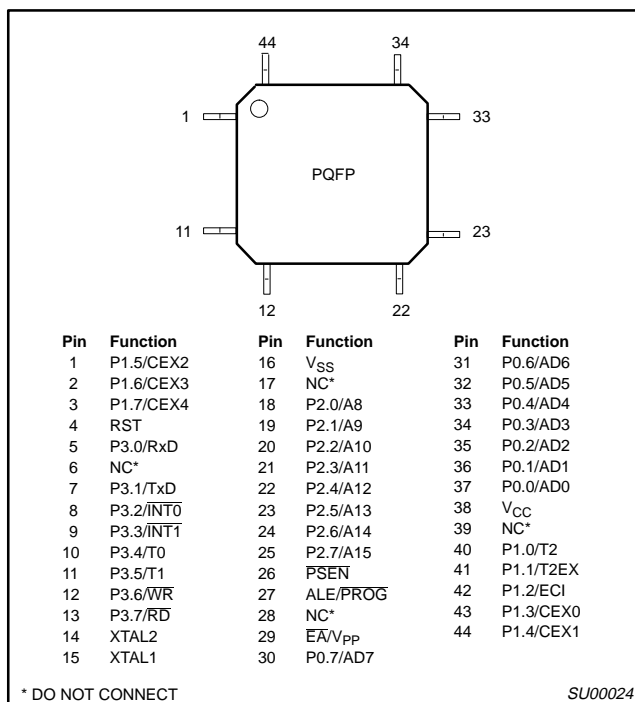 44 34
1 33
PQFP
11 23
12 22
Pin Function Pin Function Pin Function
1 P1.5/CEX2 16 VSS 31 P0.6/AD6
2 P1.6/CEX3 17 NC* 32 P0.5/AD5
3 P1.7/CEX4 18 P2.0/A8 33 P0.4/AD4
4 RST 19 P2.1/A9 34 P0.3/AD3
5 P3.0/RxD 20 P2.2/A10 35 P0.2/AD2
6 NC* 21 P2.3/A11 36 P0.1/AD1
7 P3.1/TxD 22 P2.4/A12 37 P0.0/AD0
8 P3.2/INT0 23 P2.5/A13 38 VCC
9 P3.3/INT1 24 P2.6/A14 39 NC*
10 P3.4/T0 25 P2.7/A15 40 P1.0/T2
11 P3.5/T1 26 PSEN 41 P1.1/T2EX
12 P3.6/WR 27 ALE/PROG 42 P1.2/ECI
13 P3.7/RD 28 NC* 43 P1.3/CEX0
14 XTAL2 29 EA/VPP 44 P1.4/CEX1
15 XTAL1 30 P0.7/AD7
* DO NOT CONNECT SU00024